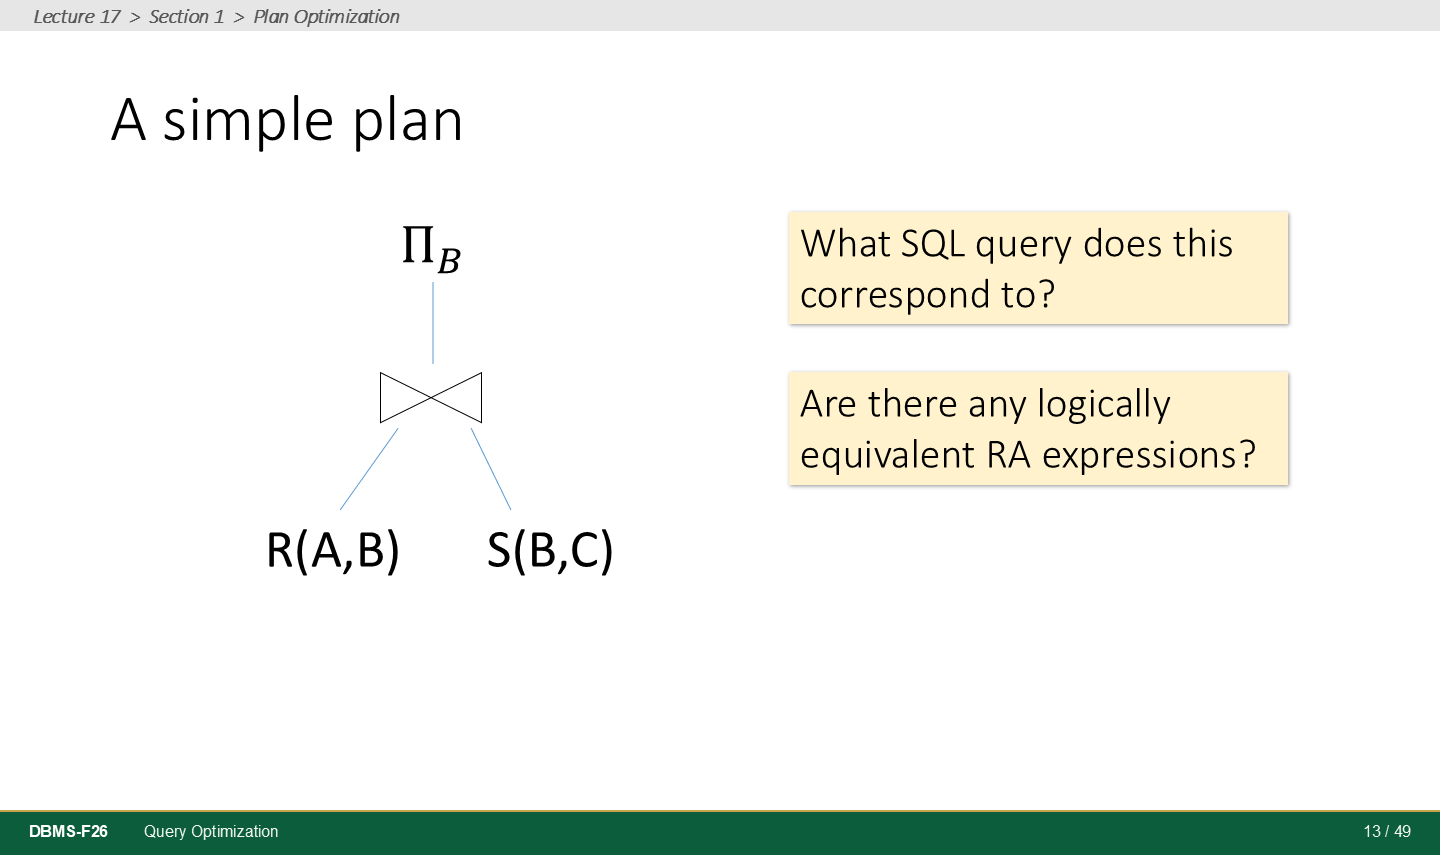 Lecture 17 > Section 1 > Plan Optimization
A simple plan
Π_B
R(A,B) S(B,C)
What SQL query does this
correspond to?
Are there any logically
equivalent RA expressions?
DBMS-F26 Query Optimization 13 / 49